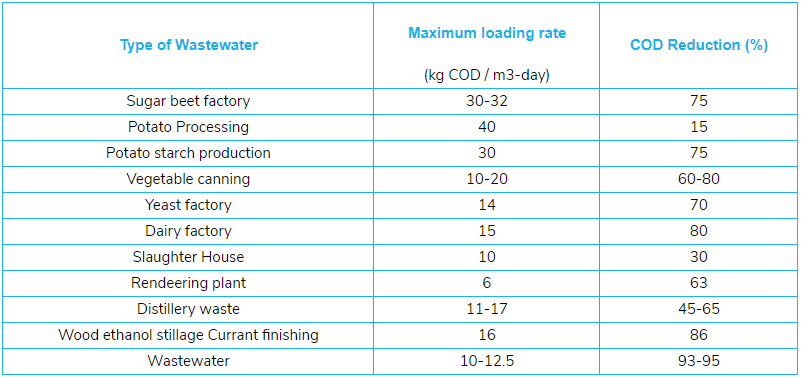 Type of Wastewater Maximum loading rate (kg COD / m3-day) COD Reduction (%)
Sugar beet factory 30-32 75
Potato Processing 40 15
Potato starch production 30 75
Vegetable canning 10-20 60-80
Yeast factory 14 70
Dairy factory 15 80
Slaughter House 10 30
Rendeering plant 6 63
Distillery waste 11-17 45-65
Wood ethanol stillage Currant finishing 16 86
Wastewater 10-12.5 93-95